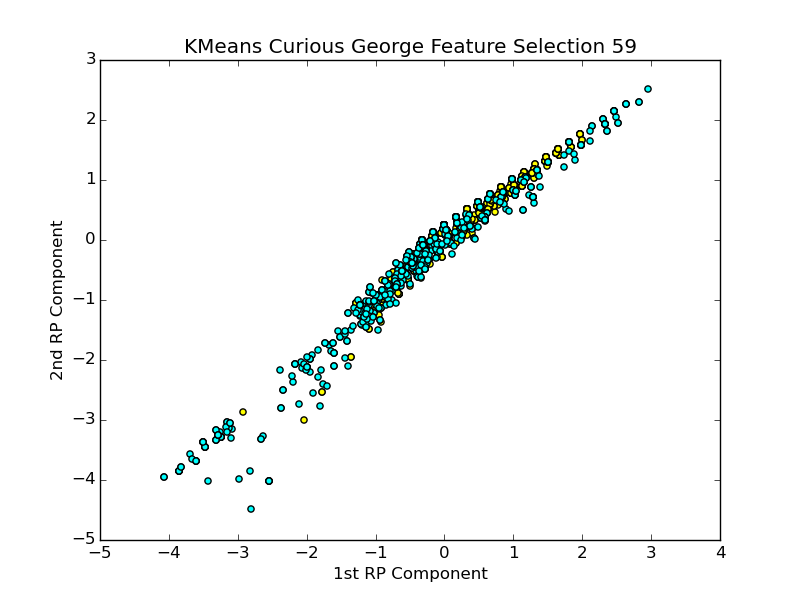 KMeans Curious George Feature Selection 59
3
2
1
0
−1
−2
−3
−4
−5
2nd RP Component
−5 −4 −3 −2 −1 0 1 2 3 4
1st RP Component